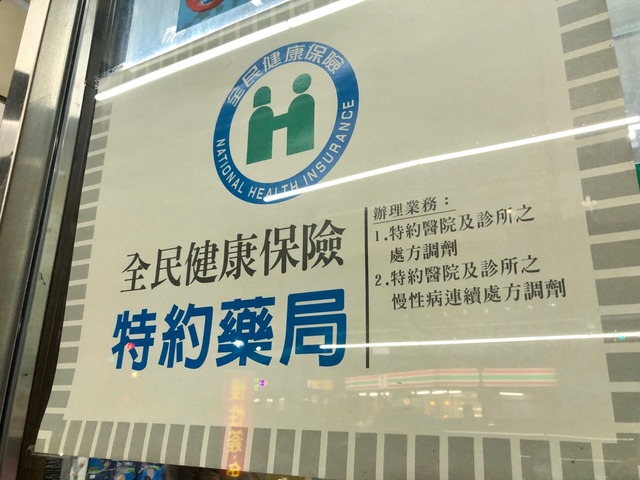 全民健康保險
NATIONAL HEALTH INSURANCE
全民健康保險
特約藥局
辦理業務：
1.特約醫院及診所之
處方調劑
2.特約醫院及診所之
慢性病連續處方調劑